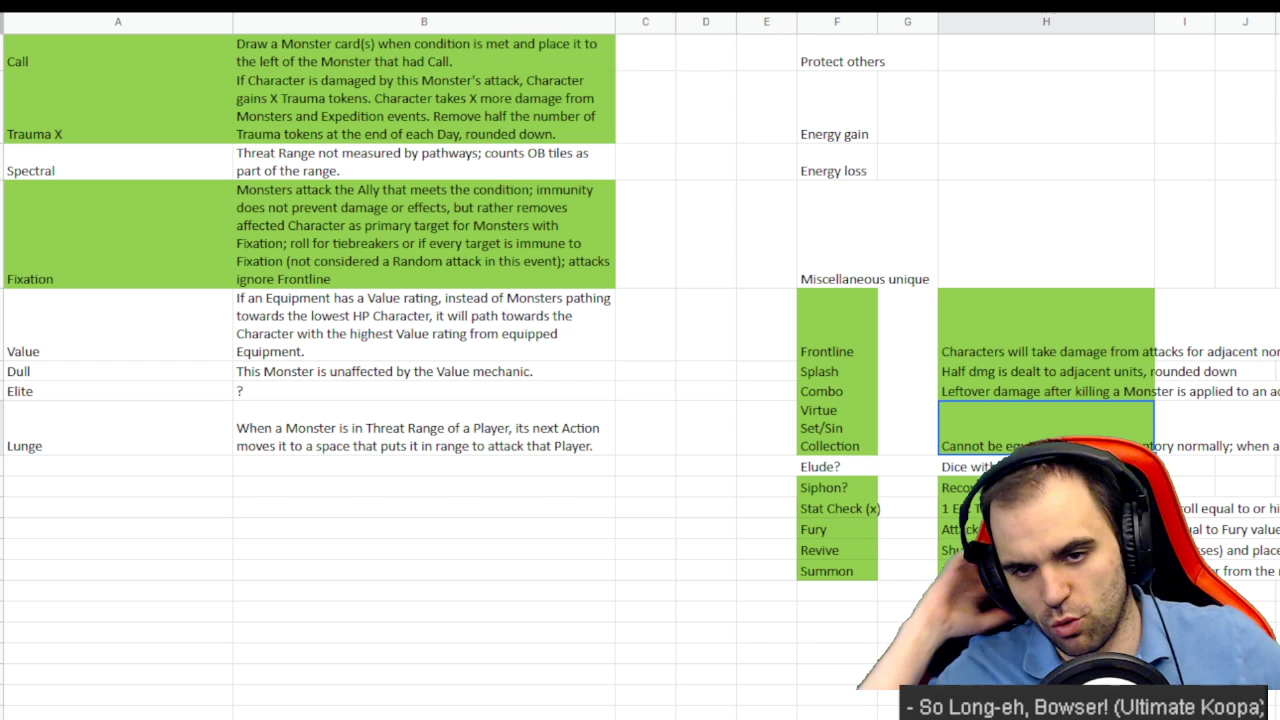 A B C D E F G H I J
Call
Draw a Monster card(s) when condition is met and place it to
the left of the Monster that had Call.
Trauma X
If Character is damaged by this Monster's attack, Character
gains X Trauma tokens. Character takes X more damage from
Monsters and Expedition events. Remove half the number of
Trauma tokens at the end of each Day, rounded down.
Spectral
Threat Range not measured by pathways; counts OB tiles as
part of the range.
Fixation
Monsters attack the Ally that meets the condition; immunity
does not prevent damage or effects, but rather removes
affected Character as primary target for Monsters with
Fixation; roll for tiebreakers or if every target is immune to
Fixation (not considered a Random attack in this event); attacks
ignore Frontline
Value
If an Equipment has a Value rating, instead of Monsters pathing
towards the lowest HP Character, it will path towards the
Character with the highest Value rating from equipped
Equipment.
Dull
This Monster is unaffected by the Value mechanic.
Elite
?
Lunge
When a Monster is in Threat Range of a Player, its next Action
moves it to a space that puts it in range to attack that Player.
Protect others
Energy gain
Energy loss
Miscellaneous unique
Frontline
Characters will take damage from attacks for adjacent
Splash
Half dmg is dealt to adjacent units, rounded down
Combo
Leftover damage after killing a Monster is applied to an
Virtue
Set/Sin
Collection
Cannot be normally; when a
Elude?
Dice
Siphon?
Stat Check (x)
1 roll equal to or
Fury
to Fury value
Revive
and place
Summon
from the
- So Long-eh, Bowser! (Ultimate Koopa)